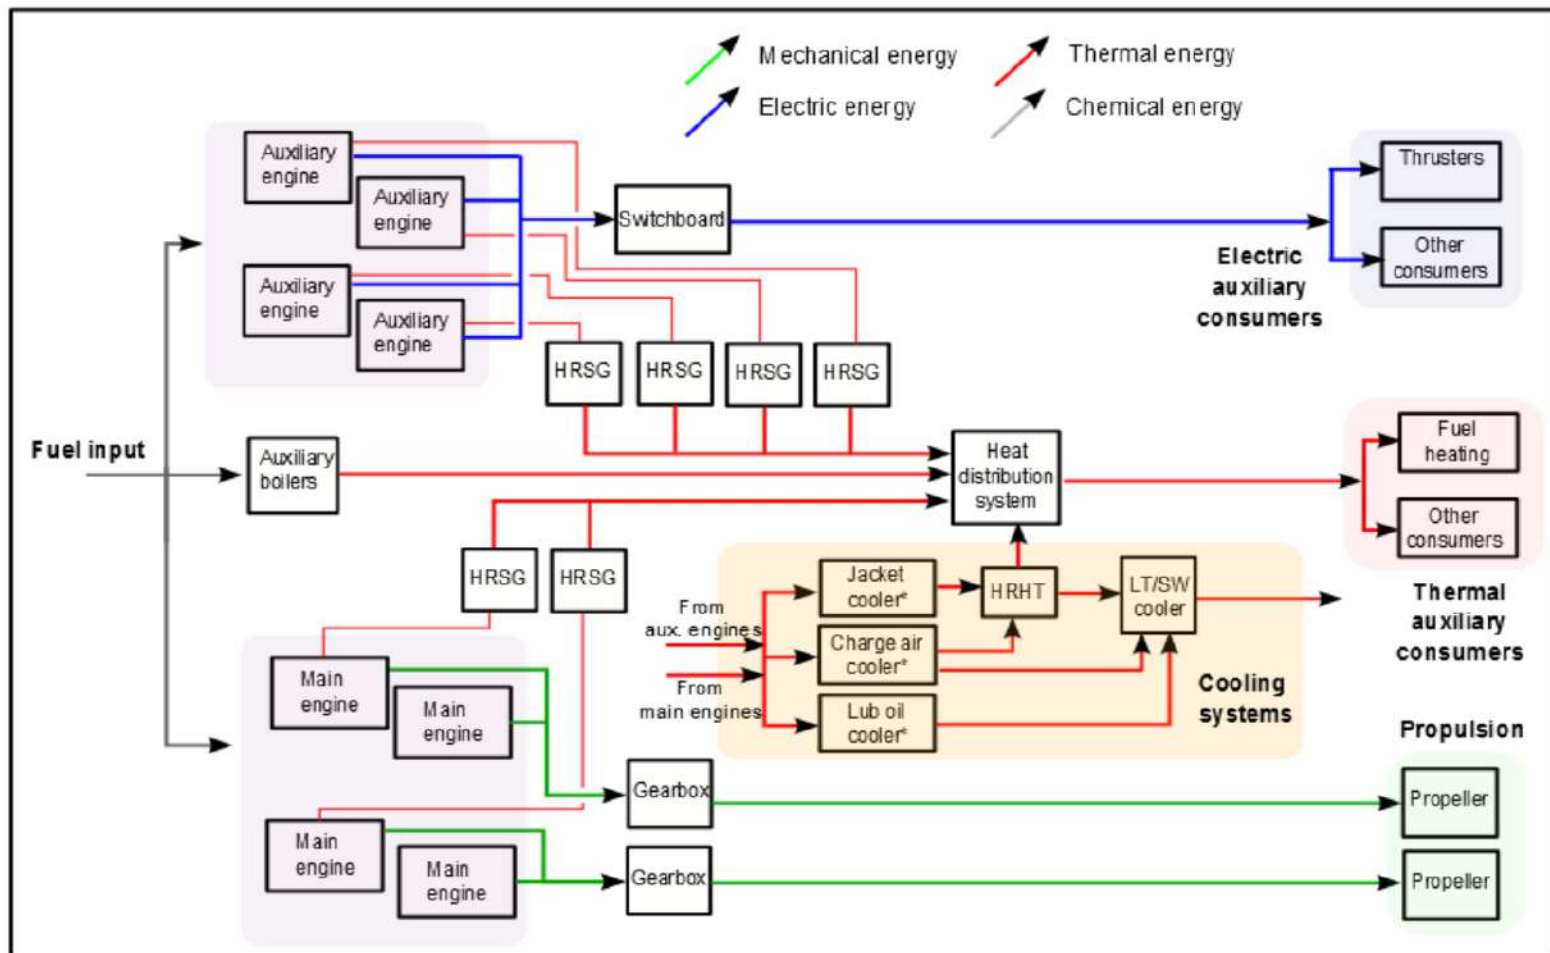 Mechanical energy
Thermal energy
Electric energy
Chemical energy
Auxiliary
engine
Auxiliary
engine
Auxiliary
engine
Auxiliary
engine
Switchboard
Thrusters
Other
consumers
Electric
auxiliary
consumers
HRSG
HRSG
HRSG
HRSG
Fuel input
Auxiliary
boilers
Heat
distribution
system
Fuel
heating
Other
consumers
Thermal
auxiliary
consumers
HRSG
HRSG
From
aux. engines
From
main engines
Jacket
cooler*
Charge air
cooler*
Lub oil
cooler*
HRHT
LT/SW
cooler
Cooling
systems
Main
engine
Main
engine
Main
engine
Main
engine
Gearbox
Gearbox
Propulsion
Propeller
Propeller